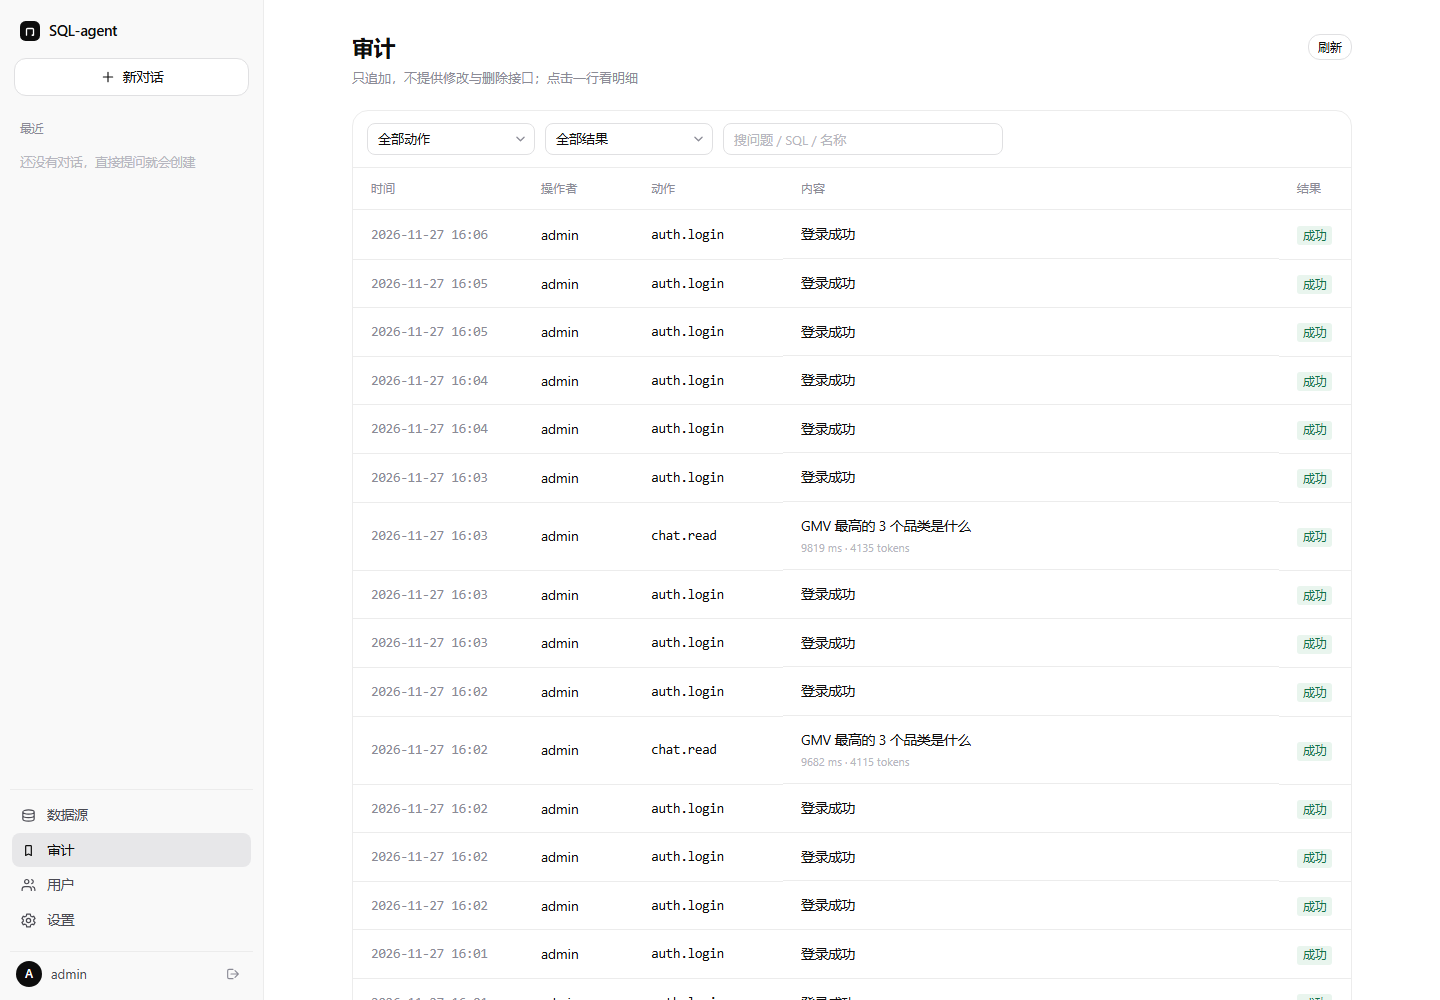 SQL-agent
新对话
最近
还没有对话，直接提问就会创建
数据源
审计
用户
设置
A admin
审计
刷新
只追加，不提供修改与删除接口；点击一行看明细
全部动作 全部结果 搜问题 / SQL / 名称
时间 操作者 动作 内容 结果
2026-11-27 16:06 admin auth.login 登录成功 成功
2026-11-27 16:05 admin auth.login 登录成功 成功
2026-11-27 16:05 admin auth.login 登录成功 成功
2026-11-27 16:04 admin auth.login 登录成功 成功
2026-11-27 16:04 admin auth.login 登录成功 成功
2026-11-27 16:03 admin auth.login 登录成功 成功
2026-11-27 16:03 admin chat.read GMV 最高的 3 个品类是什么 成功
9819 ms · 4135 tokens
2026-11-27 16:03 admin auth.login 登录成功 成功
2026-11-27 16:03 admin auth.login 登录成功 成功
2026-11-27 16:02 admin auth.login 登录成功 成功
2026-11-27 16:02 admin chat.read GMV 最高的 3 个品类是什么 成功
9682 ms · 4115 tokens
2026-11-27 16:02 admin auth.login 登录成功 成功
2026-11-27 16:02 admin auth.login 登录成功 成功
2026-11-27 16:02 admin auth.login 登录成功 成功
2026-11-27 16:01 admin auth.login 登录成功 成功